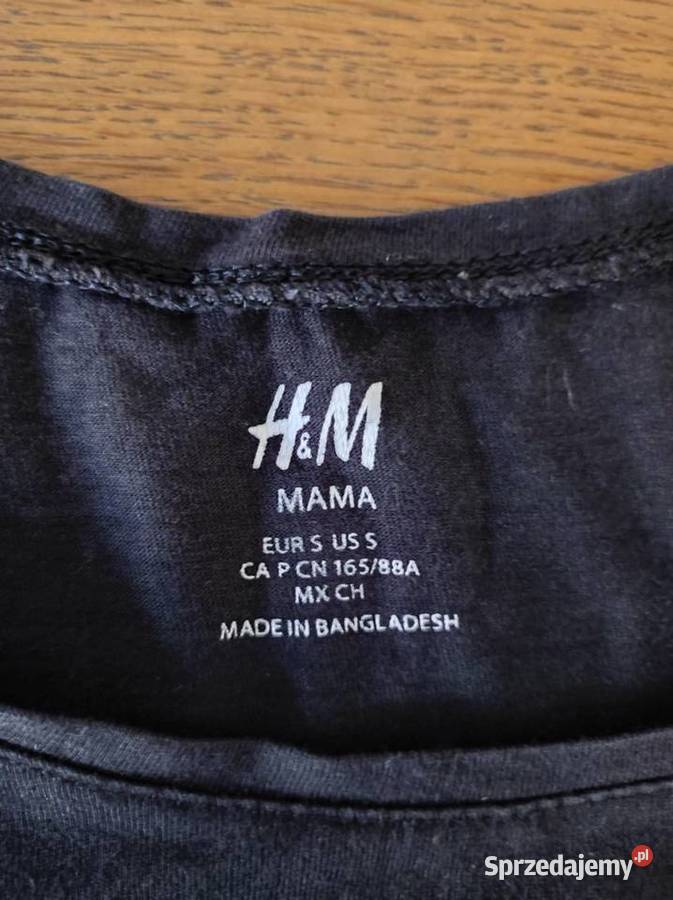 H&M
MAMA
EUR S US S
CA P CN 165/88A
MX CH
MADE IN BANGLADESH
Sprzedajemy.pl